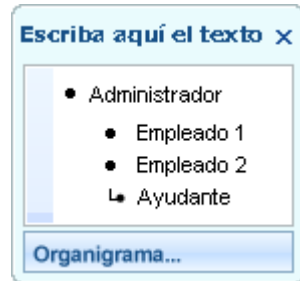 Escriba aquí el texto
Administrador
Empleado 1
Empleado 2
Ayudante
Organigrama...